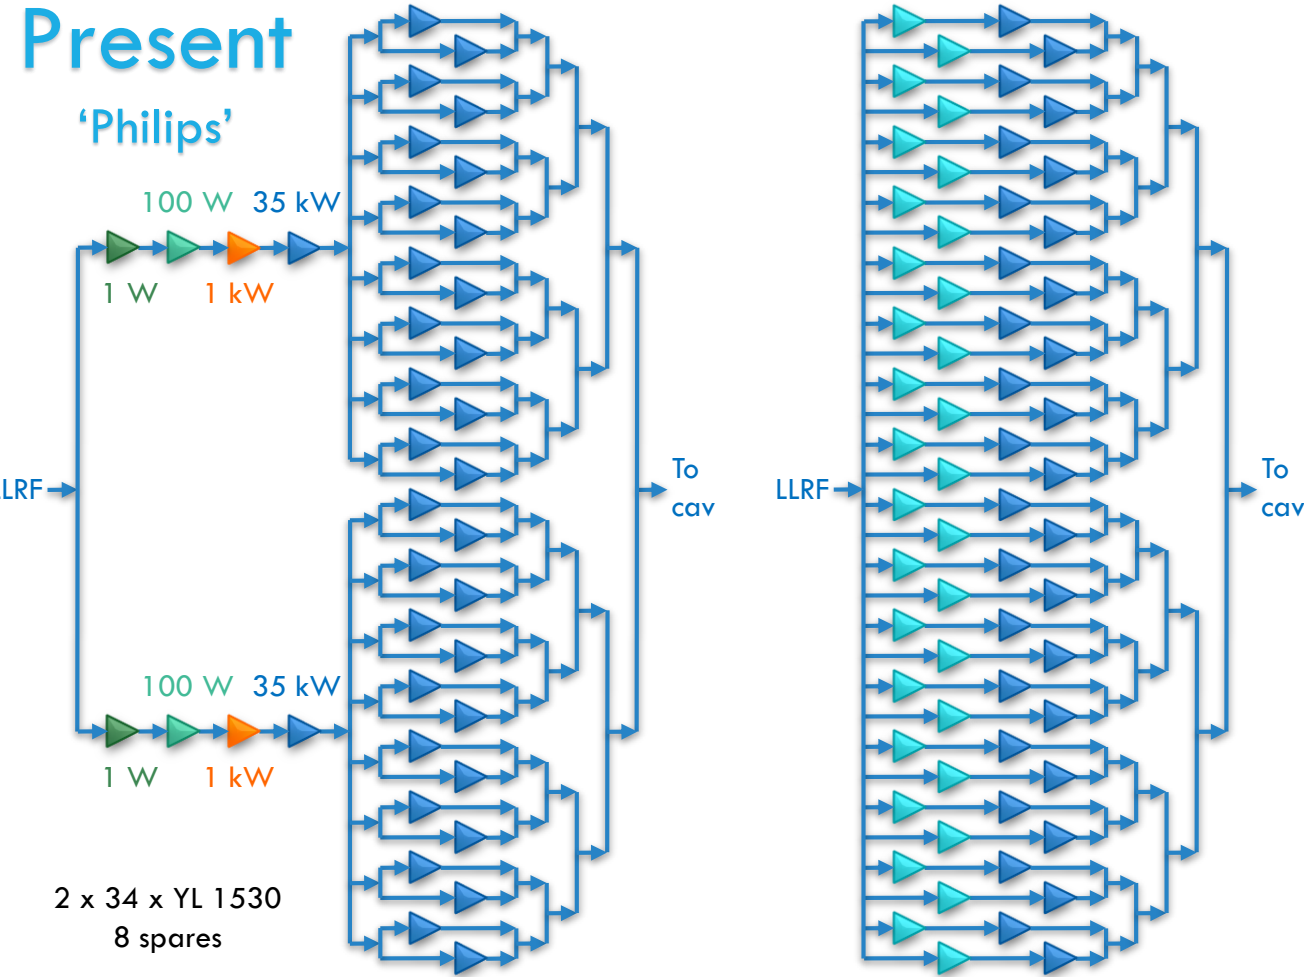 Present
‘Philips’
100 W 35 kW
1 W 1 kW
LLRF
To
cav
LLRF
To
cav
100 W 35 kW
1 W 1 kW
2 x 34 x YL 1530
8 spares